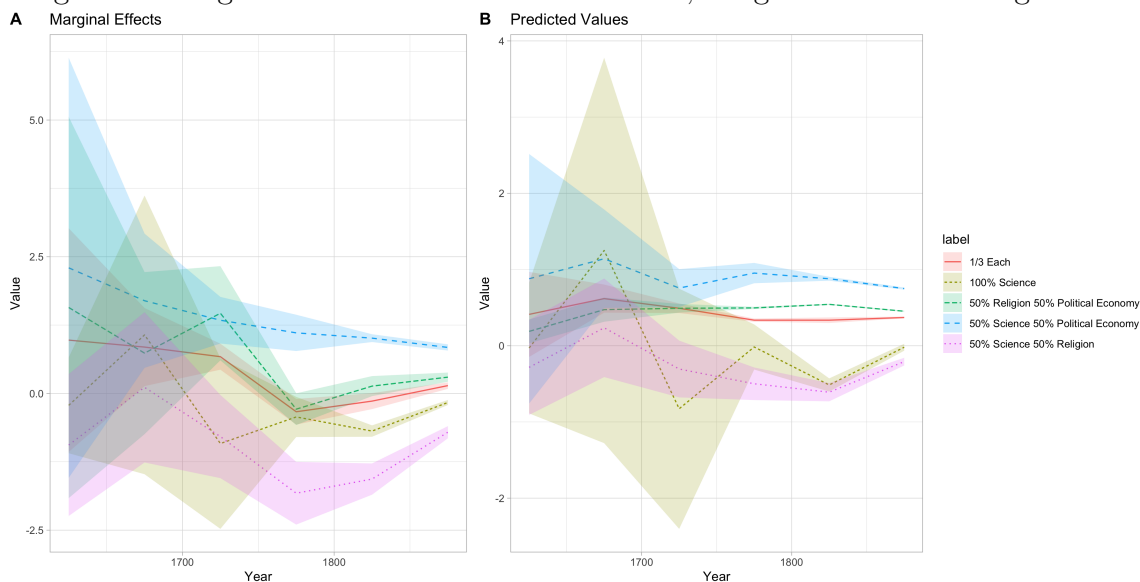 A Marginal Effects
B Predicted Values
5.0
2.5
0.0
-2.5
Value
1700
1800
Year
4
2
0
-2
Value
1700
1800
Year
label
1/3 Each
100% Science
50% Religion 50% Political Economy
50% Science 50% Political Economy
50% Science 50% Religion